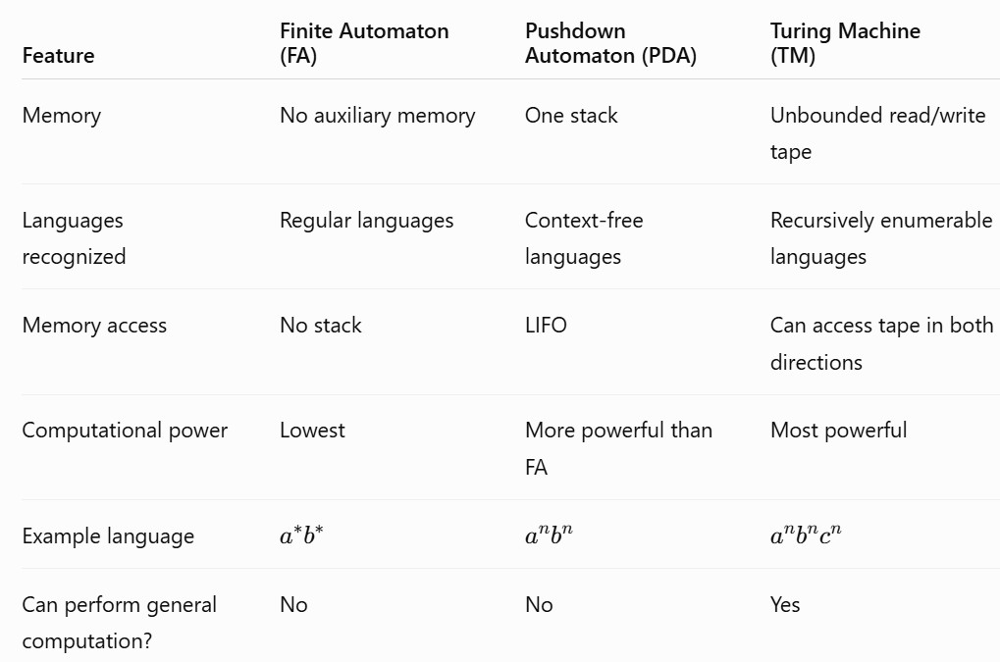 Feature Finite Automaton (FA) Pushdown Automaton (PDA) Turing Machine (TM)
Memory No auxiliary memory One stack Unbounded read/write tape
Languages recognized Regular languages Context-free languages Recursively enumerable languages
Memory access No stack LIFO Can access tape in both directions
Computational power Lowest More powerful than FA Most powerful
Example language a*b* aⁿbⁿ aⁿbⁿcⁿ
Can perform general computation? No No Yes